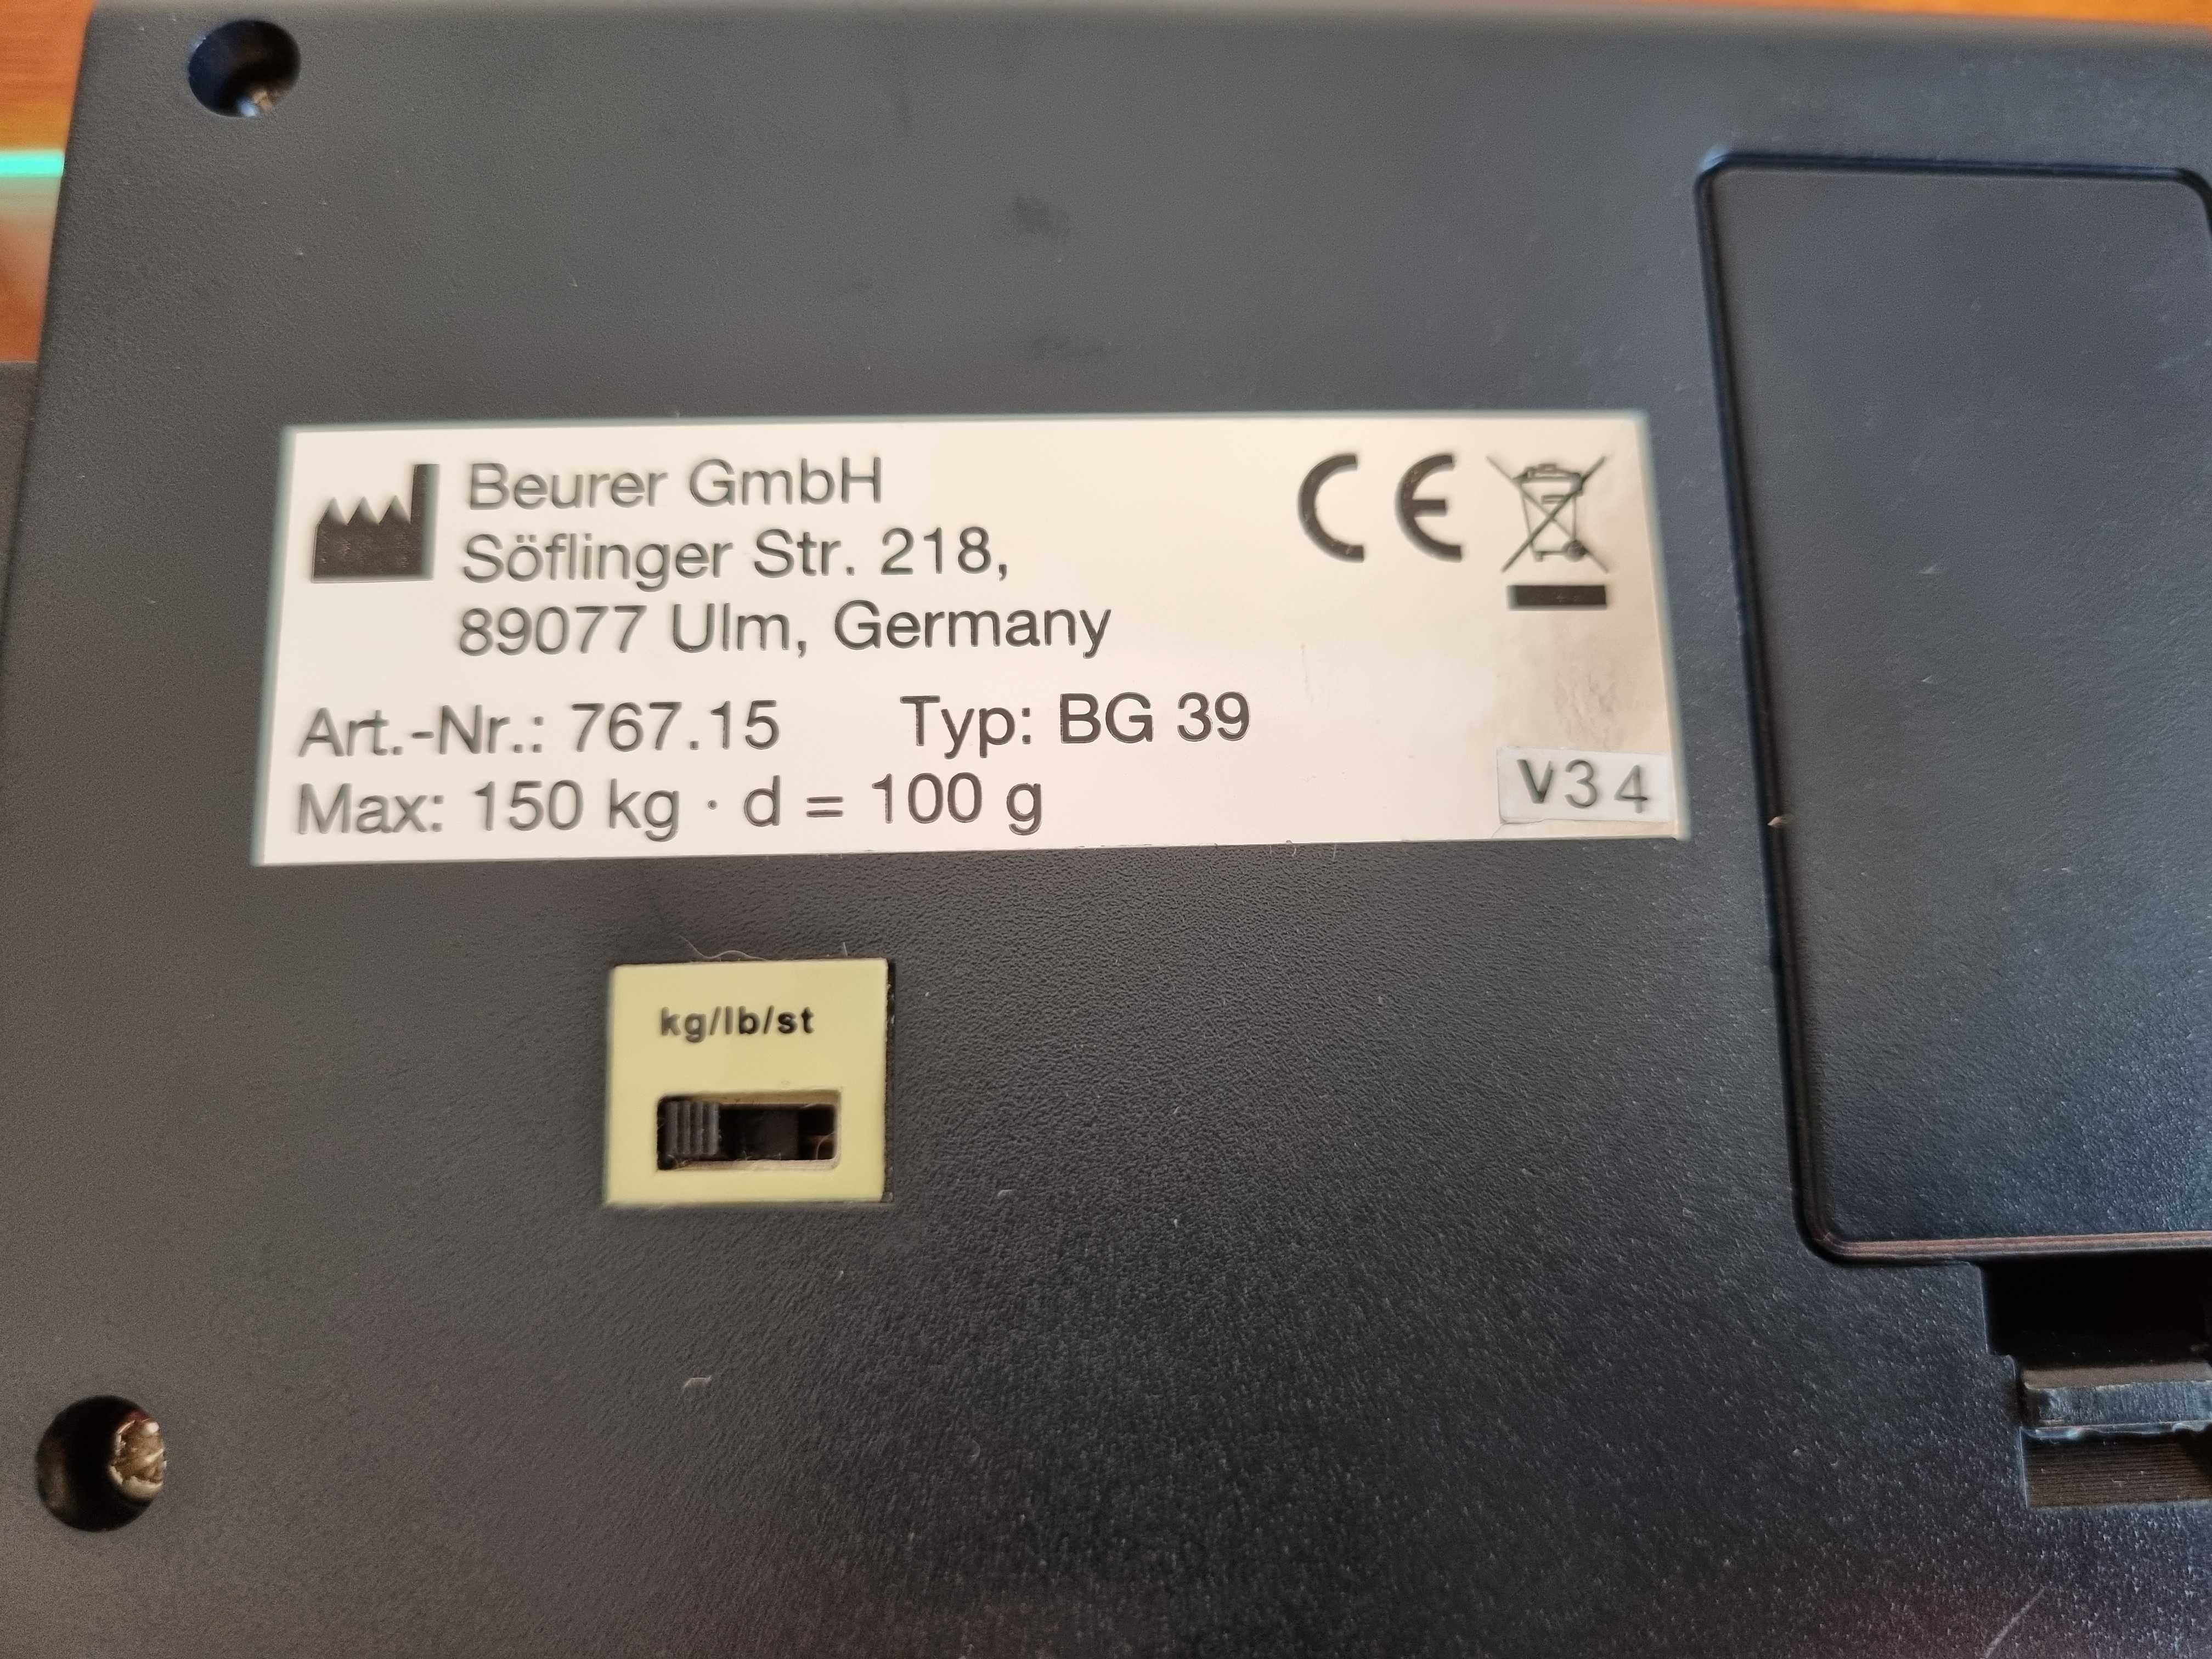 Beurer GmbH
Söflinger Str. 218,
89077 Ulm, Germany
CE
Art.-Nr.: 767.15 Typ: BG 39
Max: 150 kg · d = 100 g
V34
kg/lb/st